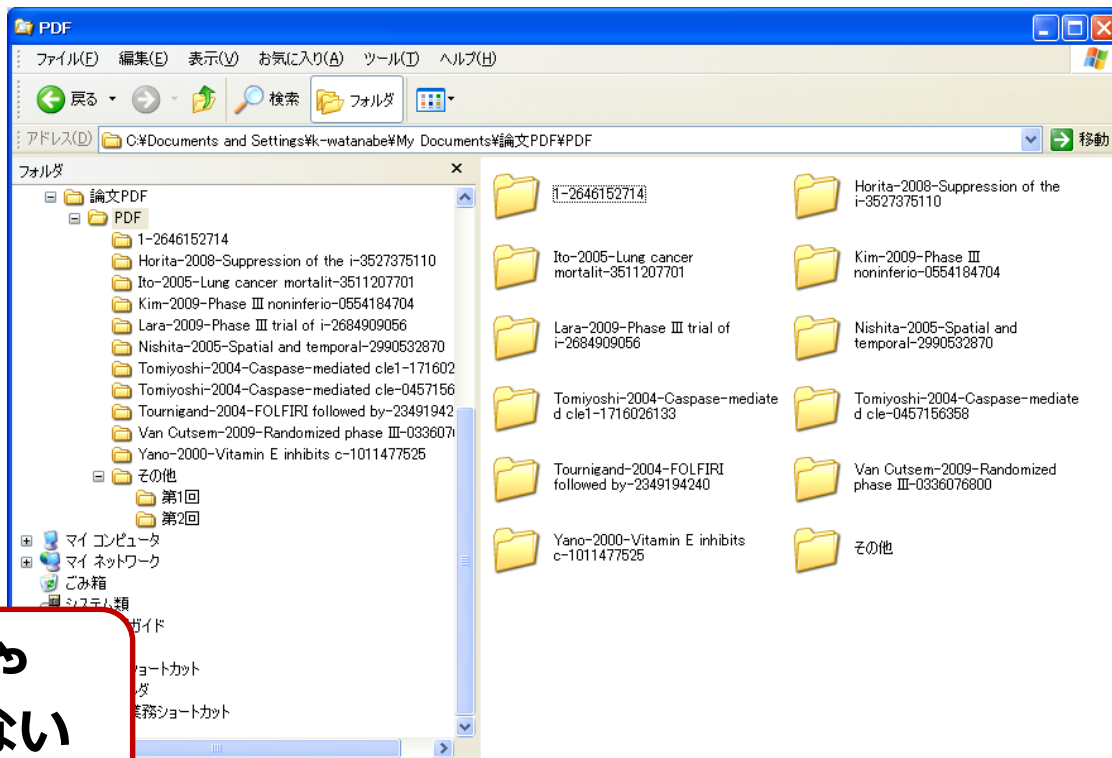 PDF
ファイル(F) 編集(E) 表示(V) お気に入り(A) ツール(T) ヘルプ(H)
戻る 検索 フォルダ
アドレス(D) C:¥Documents and Settings¥k-watanabe¥My Documents¥論文PDF¥PDF 移動
フォルダ
論文PDF
PDF
1-2646152714
Horita-2008-Suppression of the i-3527375110
Ito-2005-Lung cancer mortalit-3511207701
Kim-2009-Phase Ⅲ noninferio-0554184704
Lara-2009-Phase Ⅲ trial of i-2684909056
Nishita-2005-Spatial and temporal-2990532870
Tomiyoshi-2004-Caspase-mediated cle1-171602
Tomiyoshi-2004-Caspase-mediated cle-0457156
Tournigand-2004-FOLFIRI followed by-23491942
Van Cutsem-2009-Randomized phase Ⅲ-033607
Yano-2000-Vitamin E inhibits c-1011477525
その他
第1回
第2回
マイ コンピュータ
マイ ネットワーク
ごみ箱
システム類
ガイド
ショートカット
ルダ
業務ショートカット
や
ない
1-2646152714
Horita-2008-Suppression of the
i-3527375110
Ito-2005-Lung cancer
mortalit-3511207701
Kim-2009-Phase Ⅲ
noninferio-0554184704
Lara-2009-Phase Ⅲ trial of
i-2684909056
Nishita-2005-Spatial and
temporal-2990532870
Tomiyoshi-2004-Caspase-mediate
d cle1-1716026133
Tomiyoshi-2004-Caspase-mediate
d cle-0457156358
Tournigand-2004-FOLFIRI
followed by-2349194240
Van Cutsem-2009-Randomized
phase Ⅲ-0336076800
Yano-2000-Vitamin E inhibits
c-1011477525
その他